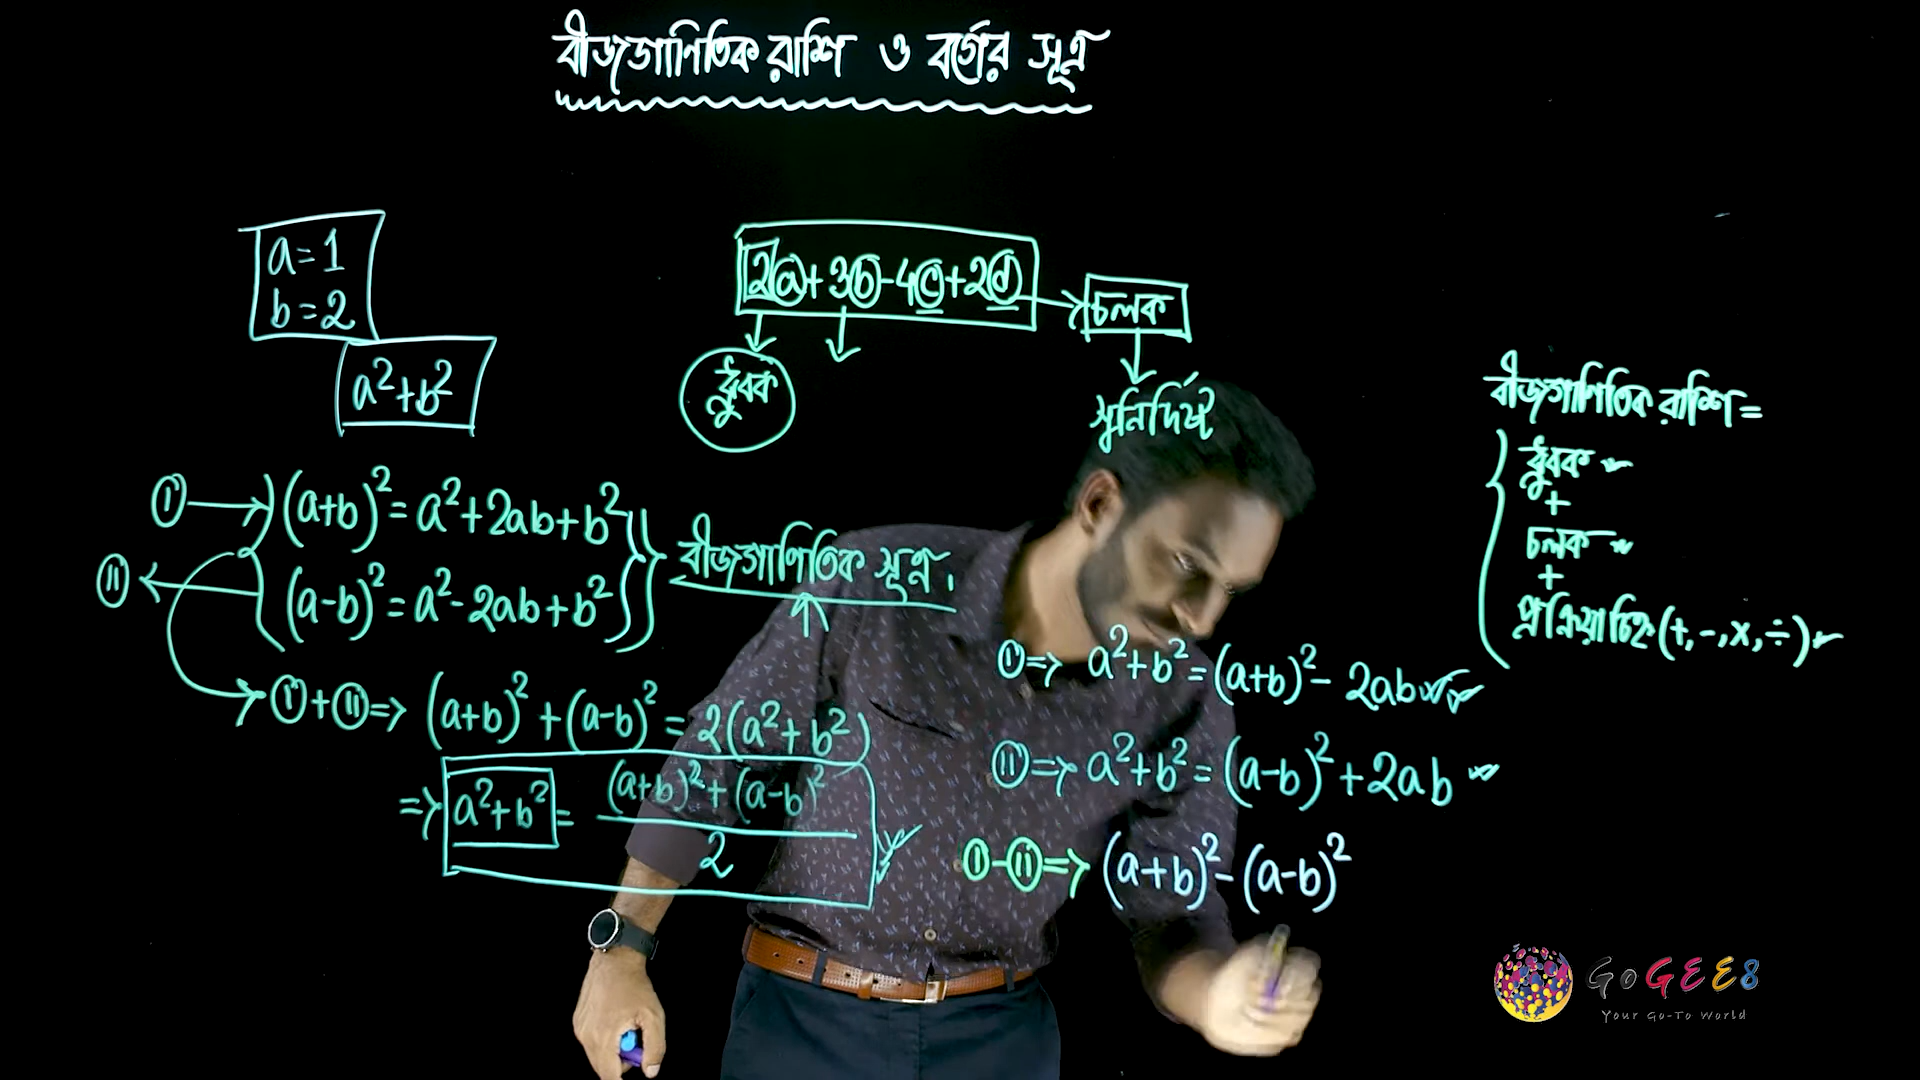 বীজগাণিতিক রাশি ও বর্গের সূত্র
a=1
b=2
a²+b²
2a+3b-4c+2d
চলক
ধ্রুবক
সুনির্দিষ্ট
বীজগাণিতিক রাশি=
ধ্রুবক
+
চলক
+
প্রক্রিয়া চিহ্ন (+,-,x,÷)
i (a+b)²=a²+2ab+b²
ii (a-b)²=a²-2ab+b²
বীজগাণিতিক সূত্র।
i+ii=> (a+b)²+(a-b)²=2(a²+b²)
=> a²+b²= (a+b)²+(a-b)²
2
i=> a²+b²=(a+b)²-2ab
ii=> a²+b²=(a-b)²+2ab
i-ii=> (a+b)²-(a-b)²
GoGEE8
Your Go-To World